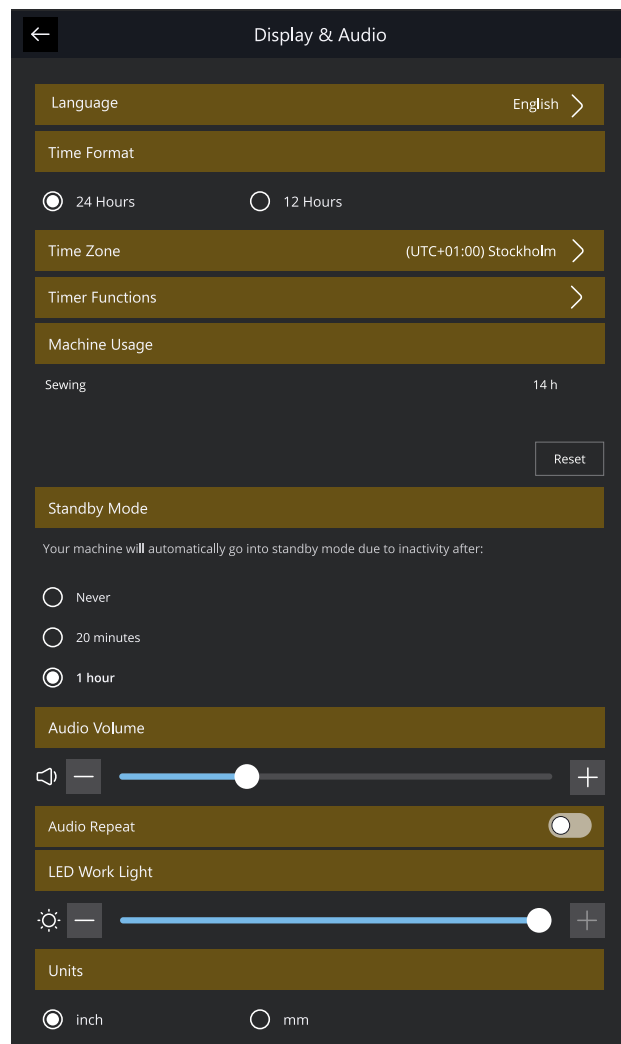 Display & Audio
Language English
Time Format
24 Hours 12 Hours
Time Zone (UTC+01:00) Stockholm
Timer Functions
Machine Usage
Sewing 14 h
Reset
Standby Mode
Your machine will automatically go into standby mode due to inactivity after:
Never
20 minutes
1 hour
Audio Volume
Audio Repeat
LED Work Light
Units
inch mm